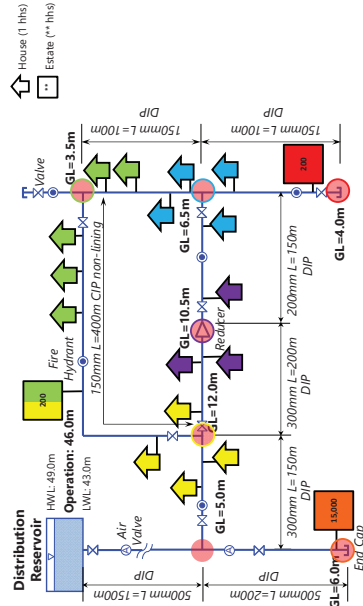 House (1 hhs)
**
Estate (** hhs)
Distribution
Reservoir
HWL: 49.0m
Operation: 46.0m
LWL: 43.0m
200
Fire
Hydrant
Valve
GL=3.5m
150mm L=400m CIP non-lining
DIP
150mm L=100m
Air
Valve
DIP
500mm L=1500m
GL=5.0m
GL=12.0m
GL=10.5m
Reducer
GL=6.5m
DIP
150mm L=100m
DIP
500mm L=200m
15,000
GL=6.0m
End Cap
300mm L=150m
DIP
300mm L=200m
DIP
200mm L=150m
DIP
200
GL=4.0m